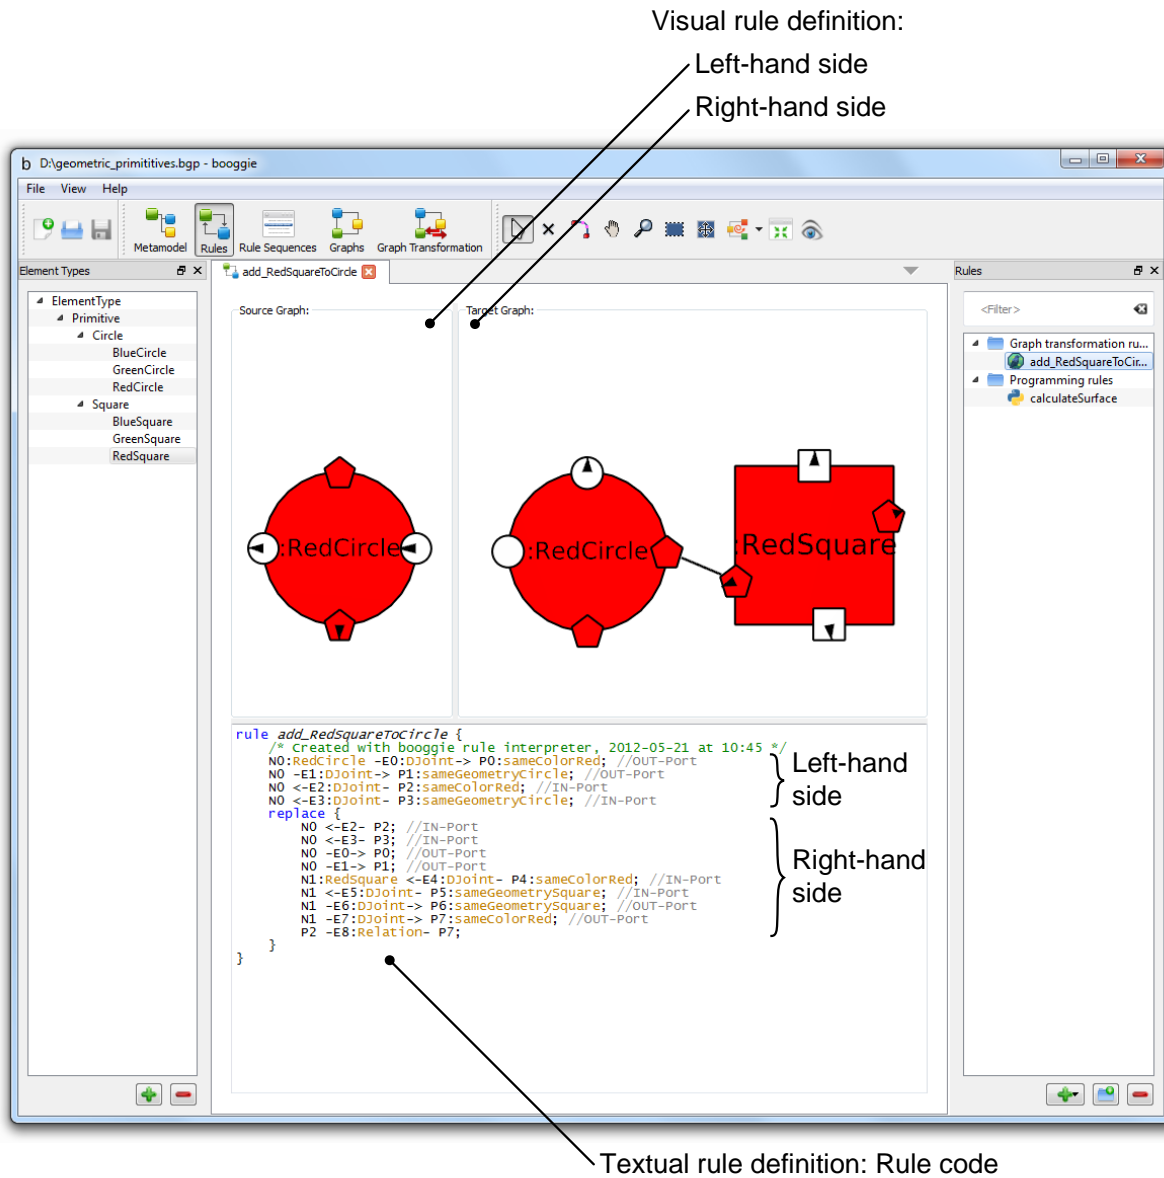 Visual rule definition:
Left-hand side
Right-hand side
b D:\geometric_primititives.bgp - booggie
File View Help
Metamodel Rules Rule Sequences Graphs Graph Transformation
Element Types
add_RedSquareToCircle
Rules
ElementType
Primitive
Circle
BlueCircle
GreenCircle
RedCircle
Square
BlueSquare
GreenSquare
RedSquare
Source Graph:
Target Graph:
:RedCircle
:RedCircle
:RedSquare
<Filter>
Graph transformation ru...
add_RedSquareToCir...
Programming rules
calculateSurface
rule add_RedSquareToCircle {
/* Created with booggie rule interpreter, 2012-05-21 at 10:45 */
N0:RedCircle -E0:DJoint-> P0:sameColorRed; //OUT-Port
N0 -E1:DJoint-> P1:sameGeometryCircle; //OUT-Port
N0 <-E2:DJoint- P2:sameColorRed; //IN-Port
N0 <-E3:DJoint- P3:sameGeometryCircle; //IN-Port
replace {
N0 <-E2- P2; //IN-Port
N0 <-E3- P3; //IN-Port
N0 -E0-> P0; //OUT-Port
N0 -E1-> P1; //OUT-Port
N1:RedSquare <-E4:DJoint- P4:sameColorRed; //IN-Port
N1 <-E5:DJoint- P5:sameGeometrySquare; //IN-Port
N1 -E6:DJoint-> P6:sameGeometrySquare; //OUT-Port
N1 -E7:DJoint-> P7:sameColorRed; //OUT-Port
P2 -E8:Relation- P7;
}
}
Left-hand
side
Right-hand
side
Textual rule definition: Rule code